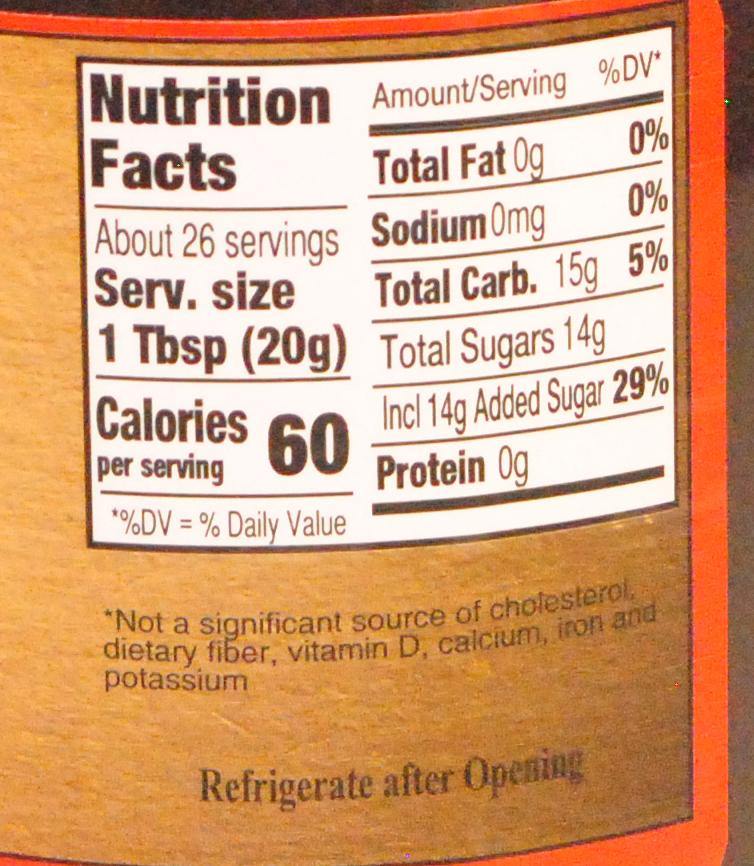 Nutrition
Facts
About 26 servings
Serv. size
1 Tbsp (20g)
Calories 60
per serving
*%DV = % Daily Value
Amount/Serving %DV*
Total Fat 0g 0%
Sodium 0mg 0%
Total Carb. 15g 5%
Total Sugars 14g
Incl 14g Added Sugar 29%
Protein 0g
*Not a significant source of cholesterol,
dietary fiber, vitamin D, calcium, iron and
potassium
Refrigerate after Opening